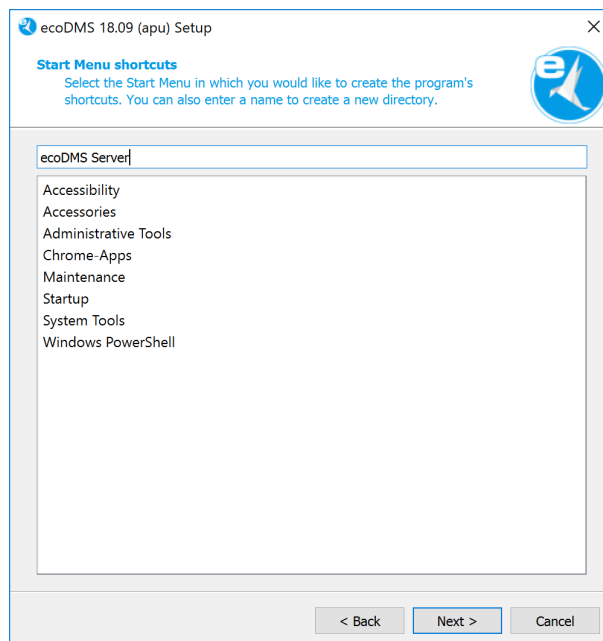 ecoDMS 18.09 (apu) Setup
Start Menu shortcuts
Select the Start Menu in which you would like to create the program's
shortcuts. You can also enter a name to create a new directory.
e
ecoDMS Server
Accessibility
Accessories
Administrative Tools
Chrome-Apps
Maintenance
Startup
System Tools
Windows PowerShell
< Back
Next >
Cancel